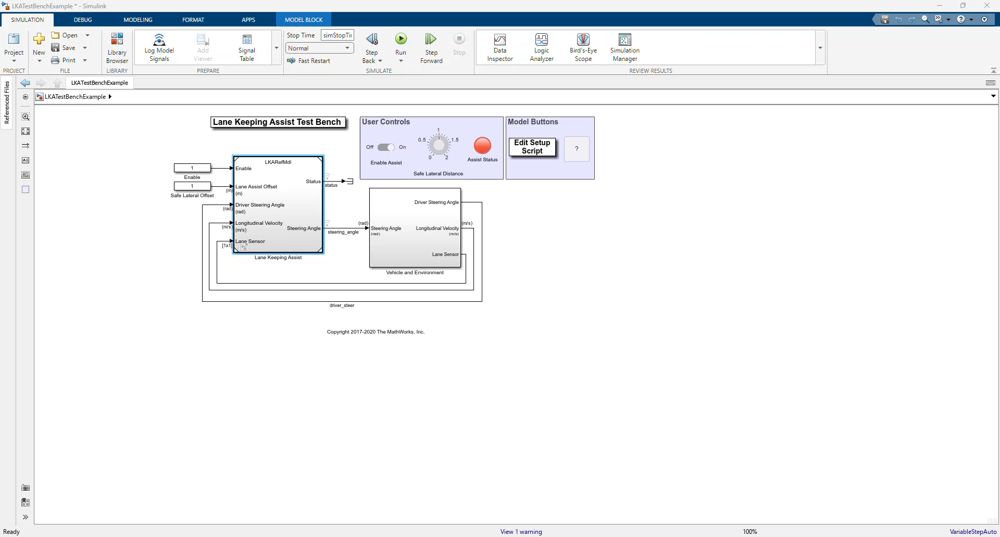 LKATestBenchExample * - Simulink
SIMULATION
DEBUG
MODELING
FORMAT
APPS
MODEL BLOCK
Project
New
Open
Save
Print
Library
Browser
Log Model
Signals
Add
Viewer
Signal
Table
Stop Time
simStopTi
Normal
Fast Restart
Step
Back
Run
Step
Forward
Stop
Data
Inspector
Logic
Analyzer
Bird's-Eye
Scope
Simulation
Manager
PROJECT
FILE
LIBRARY
PREPARE
SIMULATE
REVIEW RESULTS
Referenced Files
LKATestBenchExample
LKATestBenchExample
Lane Keeping Assist Test Bench
User Controls
Off
On
Enable Assist
0
0.5
1
1.5
2
Safe Lateral Distance
Assist Status
Model Buttons
Edit Setup
Script
?
1
Enable
1
Safe Lateral Offset
(m)
(rad)
(m/s)
[1x1]
LKARefMdl
Enable
Lane Assist Offset
(m)
Driver Steering Angle
(rad)
Longitudinal Velocity
(m/s)
Lane Sensor
Status
Steering Angle
Lane Keeping Assist
status
steering_angle
(rad)
Steering Angle
(rad)
Driver Steering Angle
Longitudinal Velocity
(m/s)
Lane Sensor
(m/s)
Vehicle and Environment
driver_steer
Copyright 2017-2020 The MathWorks, Inc.
Ready
View 1 warning
100%
VariableStepAuto